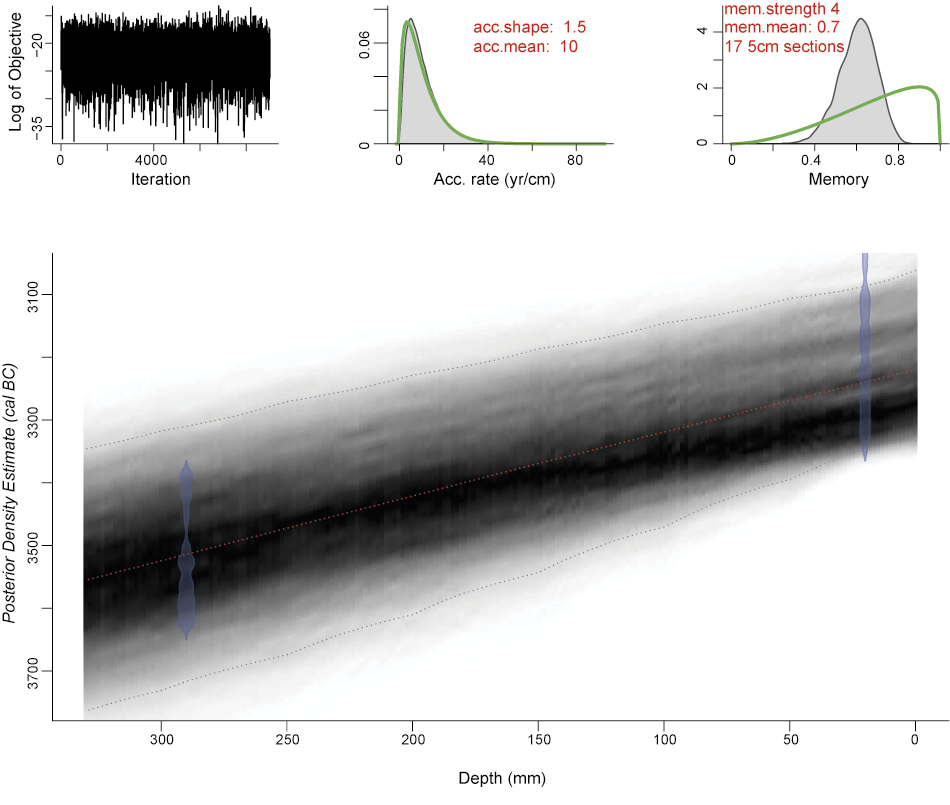 Log of Objective
−20
−35
0
4000
Iteration
0.06
0
acc.shape: 1.5
acc.mean: 10
0
40
80
Acc. rate (yr/cm)
mem.strength 4
mem.mean: 0.7
17 5cm sections
4
2
0
0
0.4
0.8
Memory
Posterior Density Estimate (cal BC)
3100
3300
3500
3700
300
250
200
150
100
50
0
Depth (mm)